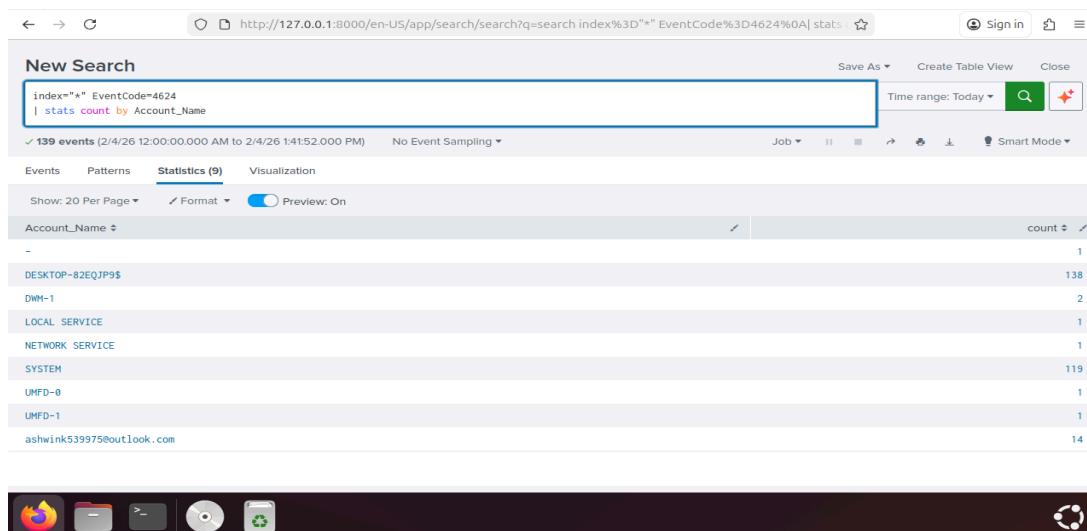 http://127.0.0.1:8000/en-US/app/search/search?q=search index%3D"*" EventCode%3D4624%0A| stats
Sign in
New Search
Save As
Create Table View
Close
index="*" EventCode=4624
| stats count by Account_Name
Time range: Today
✓ 139 events (2/4/26 12:00:00.000 AM to 2/4/26 1:41:52.000 PM)
No Event Sampling
Job
Smart Mode
Events
Patterns
Statistics (9)
Visualization
Show: 20 Per Page
Format
Preview: On
Account_Name
count
-
1
DESKTOP-82EQJP9$
138
DWM-1
2
LOCAL SERVICE
1
NETWORK SERVICE
1
SYSTEM
119
UMFD-0
1
UMFD-1
1
ashwink539975@outlook.com
14